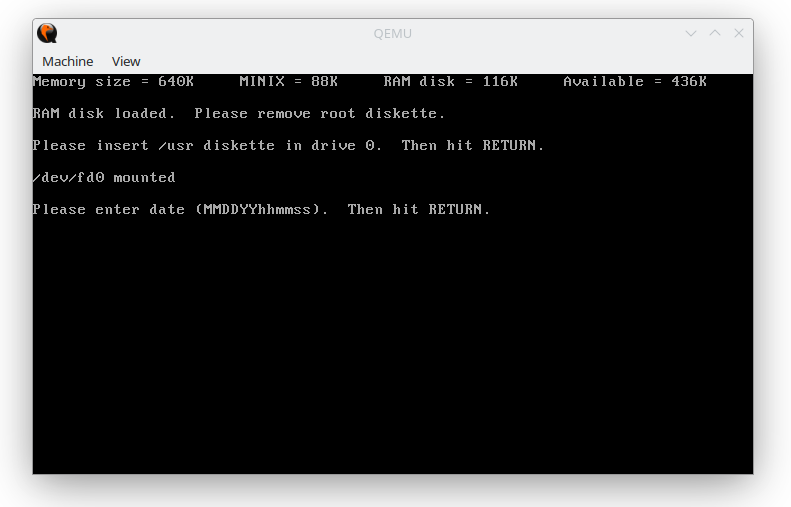 QEMU
Machine View
Memory size = 640K MINIX = 88K RAM disk = 116K Available = 436K
RAM disk loaded. Please remove root diskette.
Please insert /usr diskette in drive 0. Then hit RETURN.
/dev/fd0 mounted
Please enter date (MMDDYYhhmmss). Then hit RETURN.